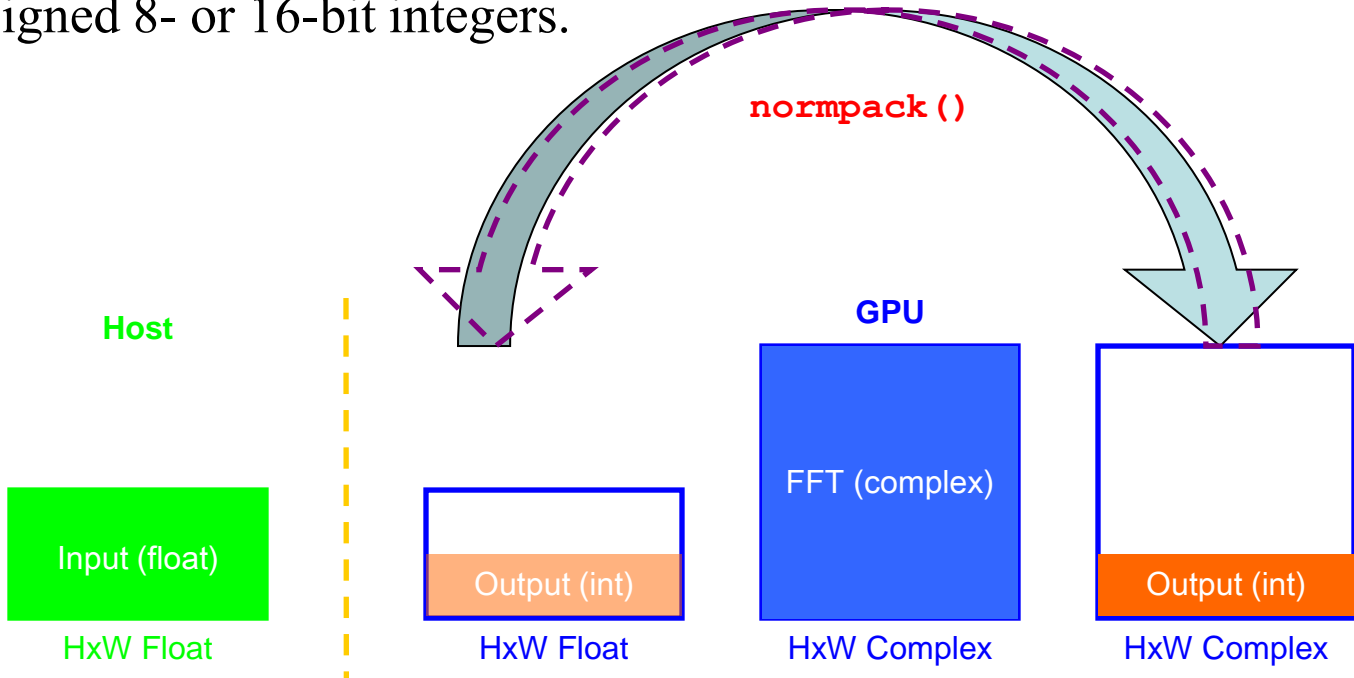 8- or 16-bit integers.
normpack()
Host
GPU
Input (float)
Output (int)
FFT (complex)
Output (int)
HxW Float
HxW Float
HxW Complex
HxW Complex